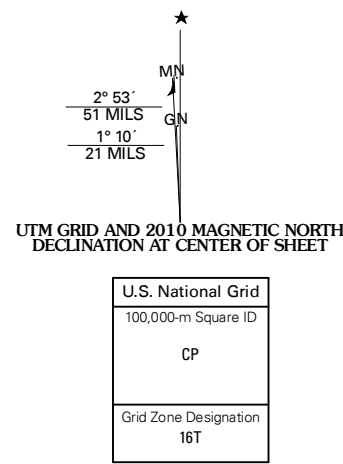 ★
MN
2° 53´
51 MILS
GN
1° 10´
21 MILS
UTM GRID AND 2010 MAGNETIC NORTH
DECLINATION AT CENTER OF SHEET
U.S. National Grid
100,000-m Square ID
CP
Grid Zone Designation
16T